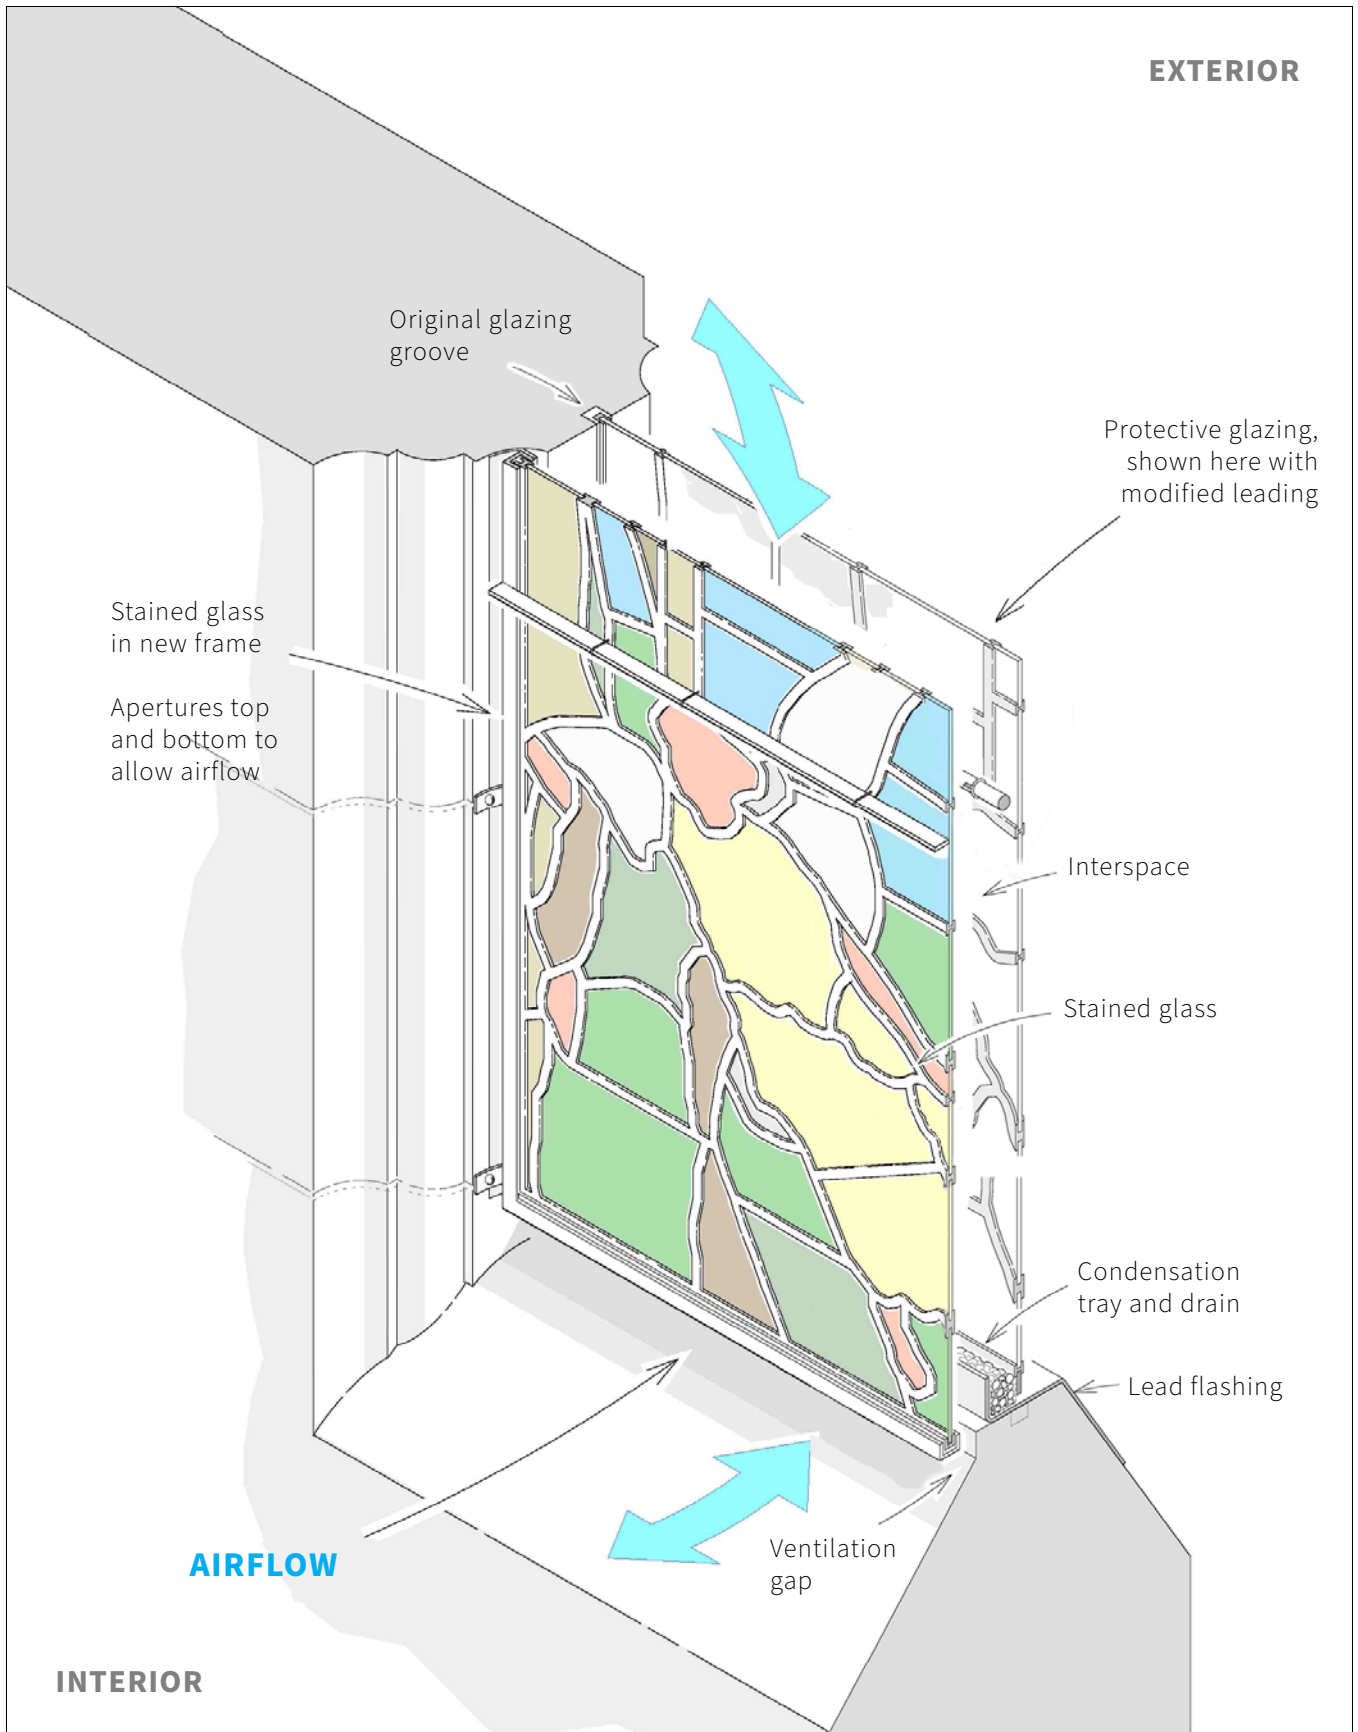 EXTERIOR
Original glazing
groove
Protective glazing,
shown here with
modified leading
Stained glass
in new frame
Apertures top
and bottom to
allow airflow
Interspace
Stained glass
Condensation
tray and drain
Lead flashing
Ventilation
gap
AIRFLOW
INTERIOR